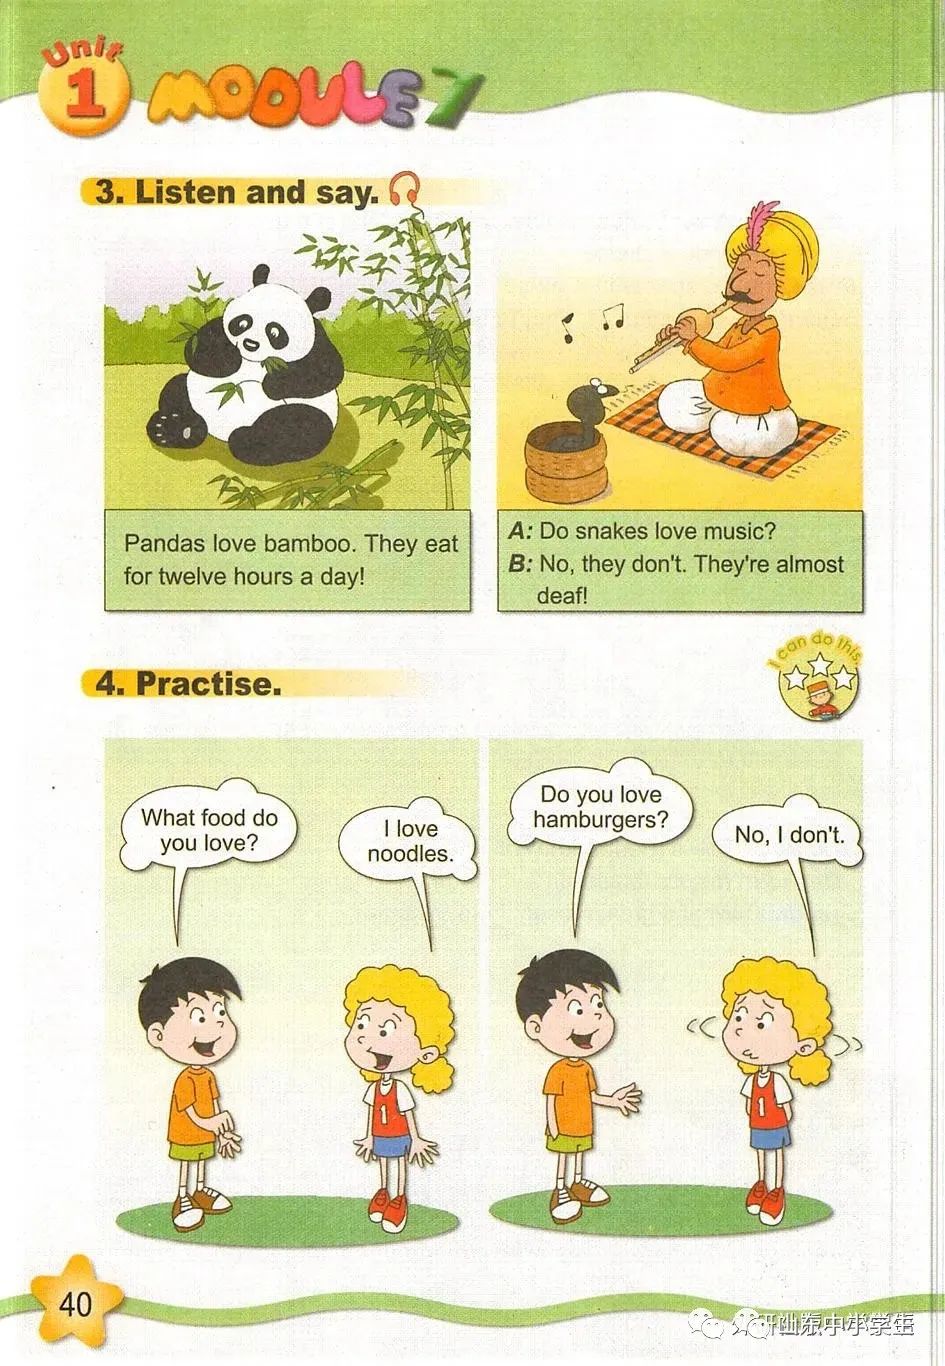 Unit
1 MODULE 7
3. Listen and say.
Pandas love bamboo. They eat
for twelve hours a day!
A: Do snakes love music?
B: No, they don't. They're almost
deaf!
4. Practise.
I can do this.
What food do
you love?
I love
noodles.
Do you love
hamburgers?
No, I don't.
1
1
40